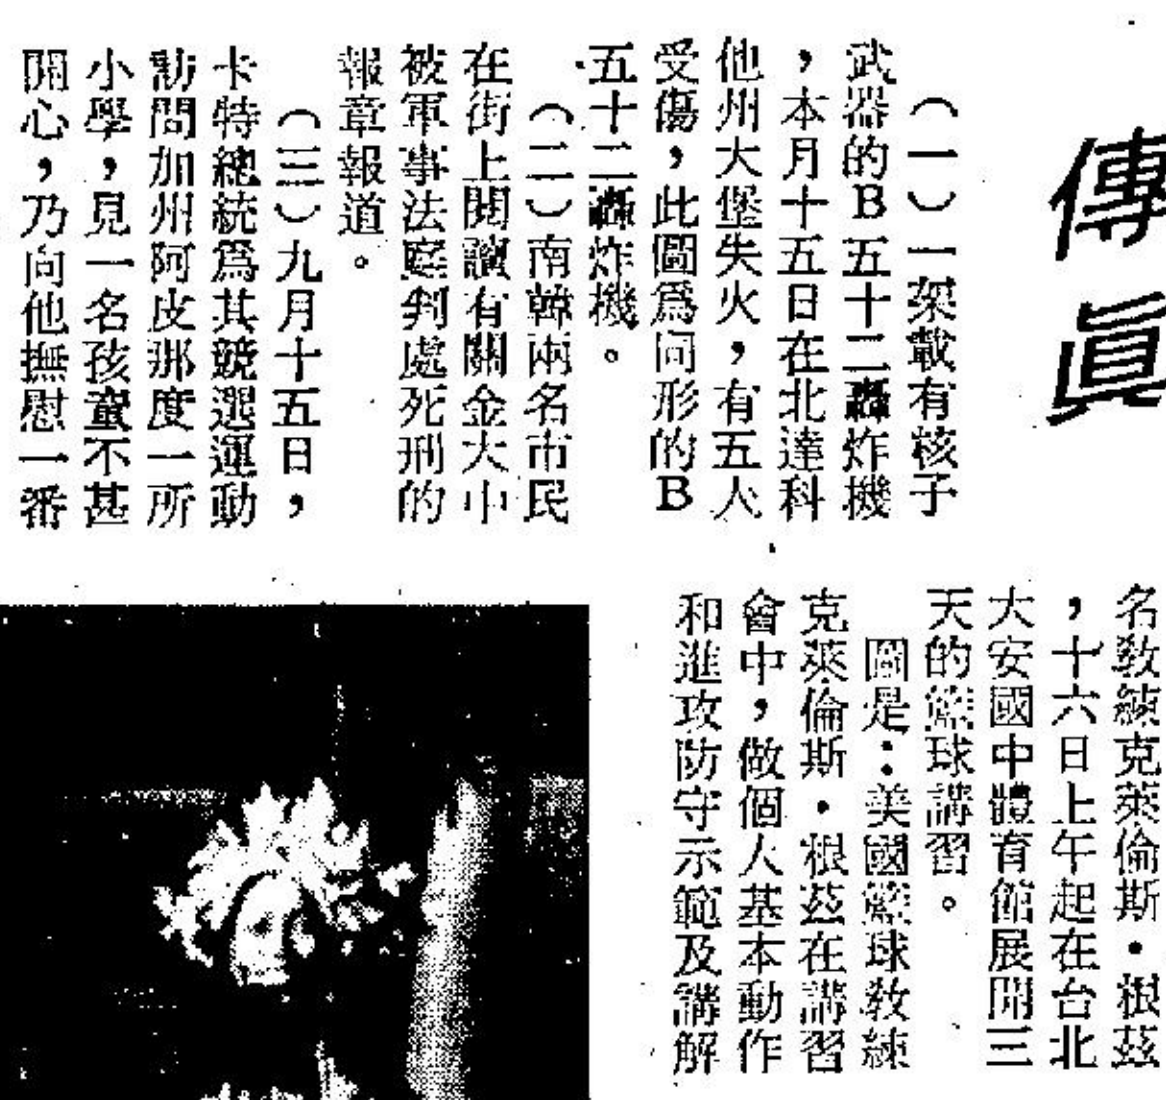 傳真
（一）一架載有核子
武器的B五十二轟炸機
，本月十五日在北達科
他州大堡失火，有五人
受傷，此圖為同形的B
五十二轟炸機。
（二）南韓兩名市民
在街上閱讀有關金大中
被軍事法庭判處死刑的
報章報道。
（三）九月十五日，
卡特總統為其競選運動
訪問加州阿皮那度一所
小學，見一名孩童不甚
開心，乃向他撫慰一番
名教練克萊倫斯・根茲
，十六日上午起在台北
大安國中體育館展開三
天的籃球講習。
圖是：美國籃球教練
克萊倫斯・根茲在講習
會中，做個人基本動作
和進攻防守示範及講解